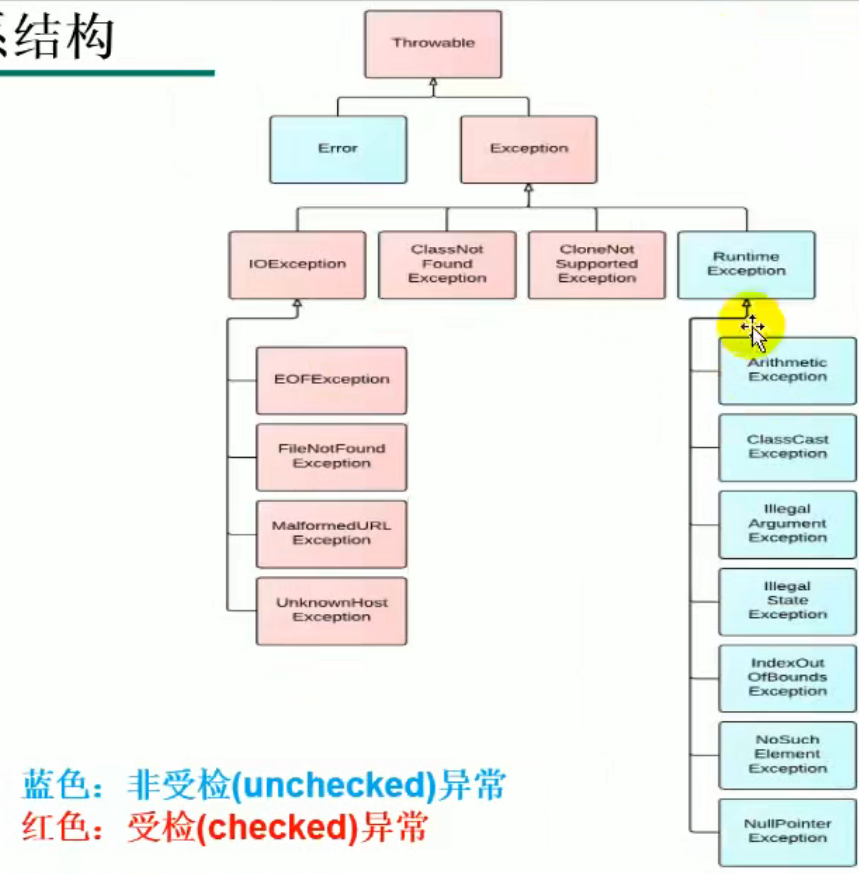 系结构
Throwable
Error
Exception
IOException
ClassNot
Found
Exception
CloneNot
Supported
Exception
Runtime
Exception
EOFException
FileNotFound
Exception
MalformedURL
Exception
UnknownHost
Exception
Arithmetic
Exception
ClassCast
Exception
Illegal
Argument
Exception
Illegal
State
Exception
IndexOut
OfBounds
Exception
NoSuch
Element
Exception
NullPointer
Exception
蓝色：非受检(unchecked)异常
红色：受检(checked)异常